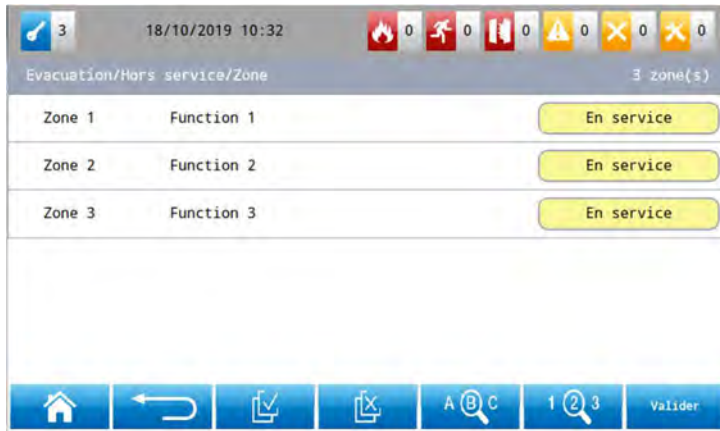 3 18/10/2019 10:32 0 0 0 0 0 0
Evacuation/Hors service/Zone 3 zone(s)
Zone 1 Function 1 En service
Zone 2 Function 2 En service
Zone 3 Function 3 En service
A B C 1 2 3 Valider